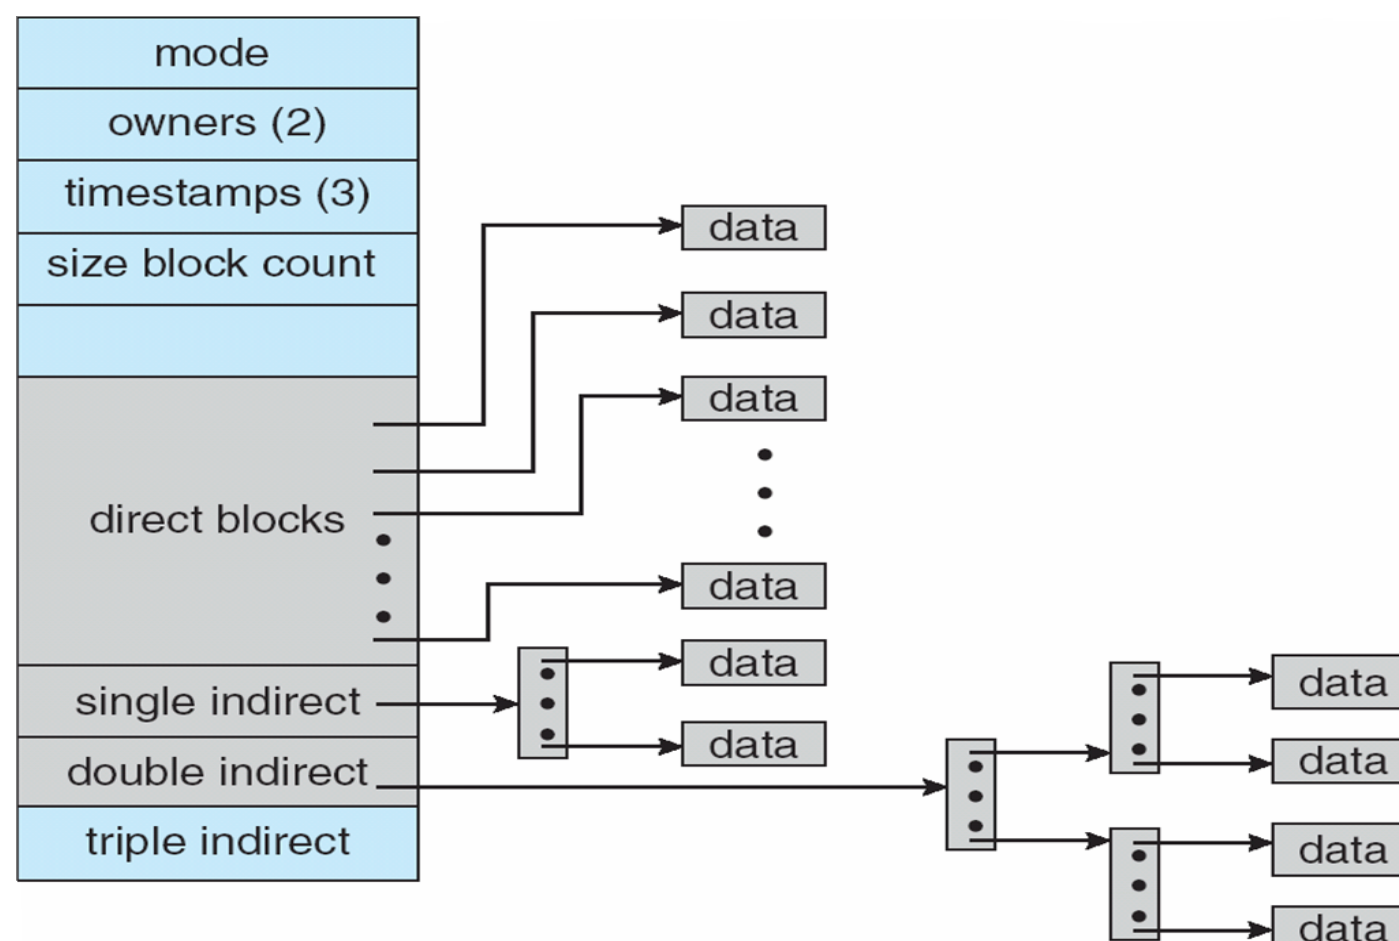 mode
owners (2)
timestamps (3)
size block count
direct blocks
single indirect
double indirect
triple indirect
data
data
data
data
data
data
data
data
data
data